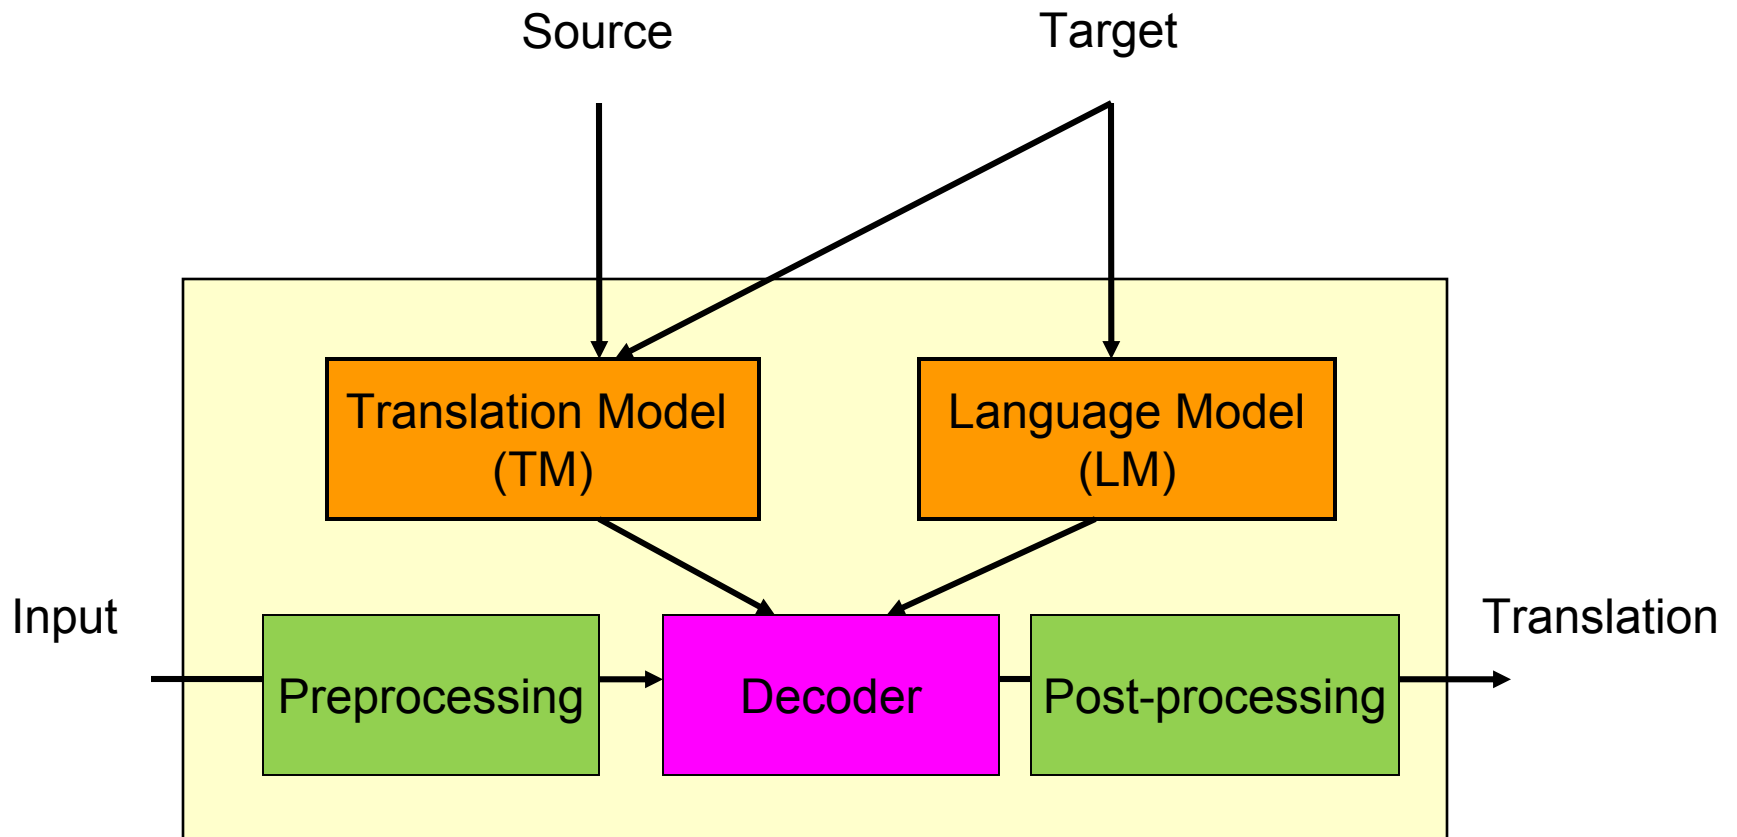 Source
Target
Translation Model
(TM)
Language Model
(LM)
Input
Translation
Preprocessing
Decoder
Post-processing